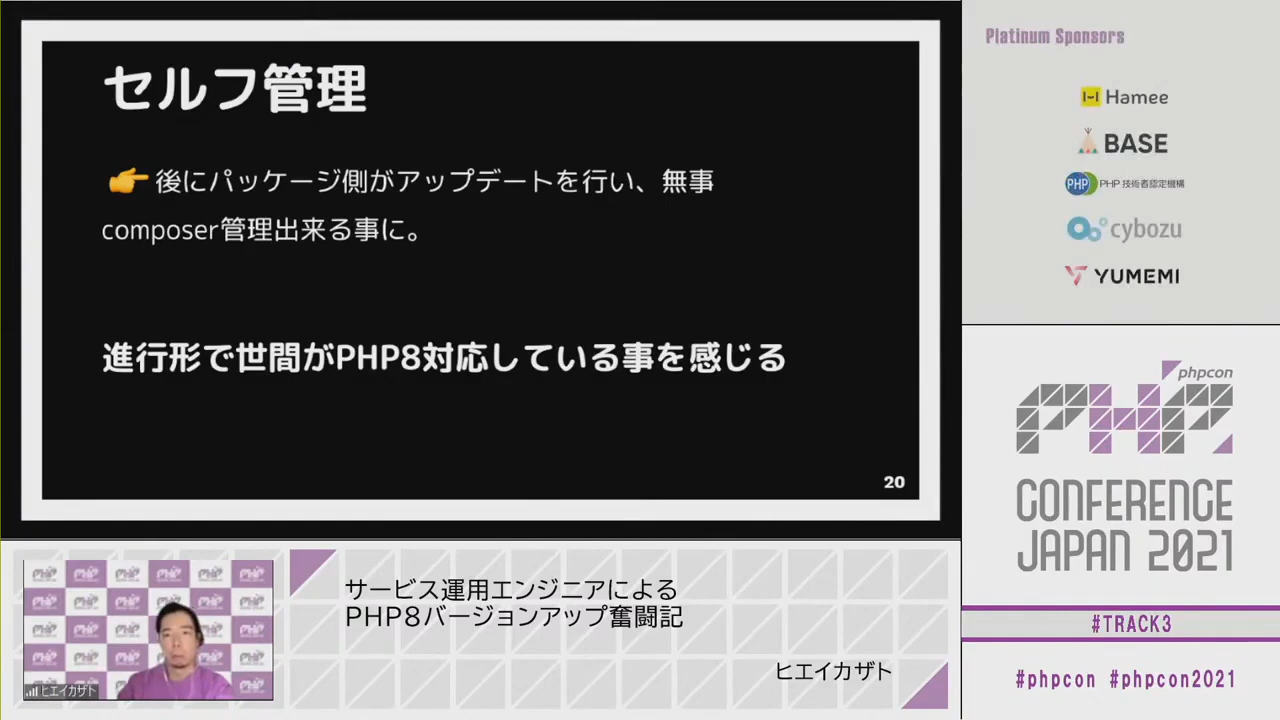 セルフ管理
👉後にパッケージ側がアップデートを行い、無事
composer管理出来る事に。
進行形で世間がPHP8対応している事を感じる
20
Platinum Sponsors
Hamee
BASE
PHP PHP 技術者認定機構
cybozu
YUMEMI
phpcon
PHP
CONFERENCE
JAPAN 2021
#TRACK3
#phpcon #phpcon2021
サービス運用エンジニアによる
PHP8バージョンアップ奮闘記
ヒエイカザト
ヒエイカザト